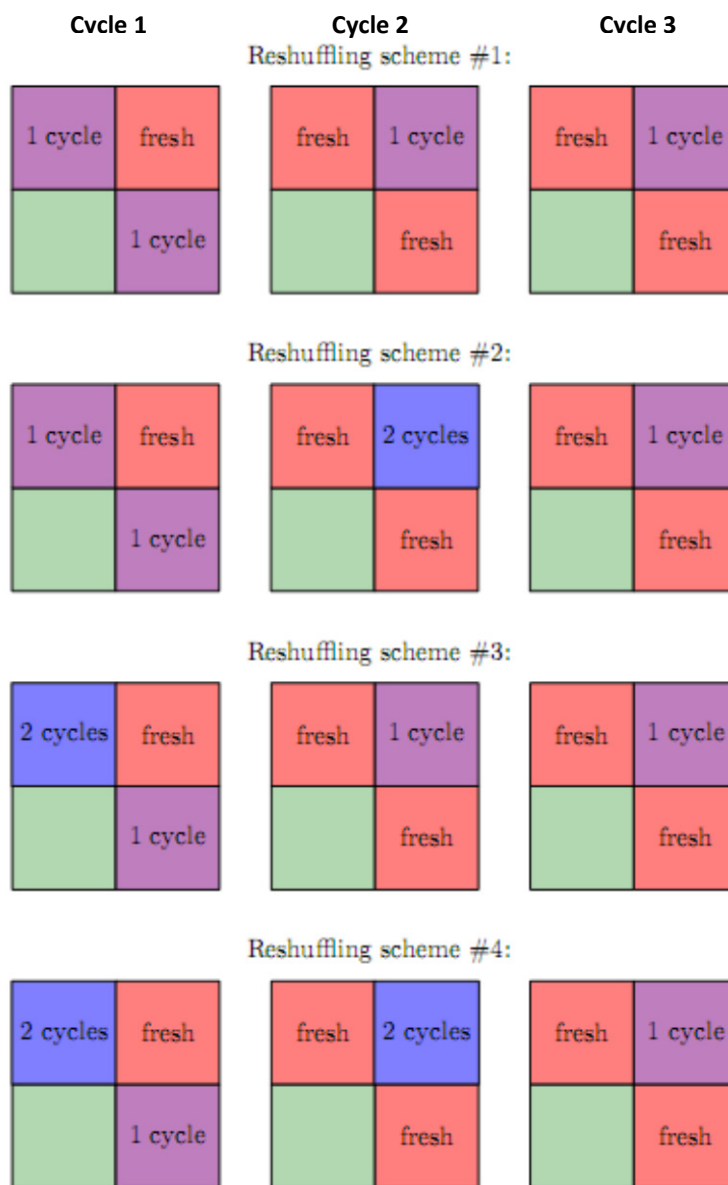 Cycle 1 Cycle 2 Cycle 3
Reshuffling scheme #1:
1 cycle fresh fresh 1 cycle fresh 1 cycle
1 cycle fresh fresh
Reshuffling scheme #2:
1 cycle fresh fresh 2 cycles fresh 1 cycle
1 cycle fresh fresh
Reshuffling scheme #3:
2 cycles fresh fresh 1 cycle fresh 1 cycle
1 cycle fresh fresh
Reshuffling scheme #4:
2 cycles fresh fresh 2 cycles fresh 1 cycle
1 cycle fresh fresh